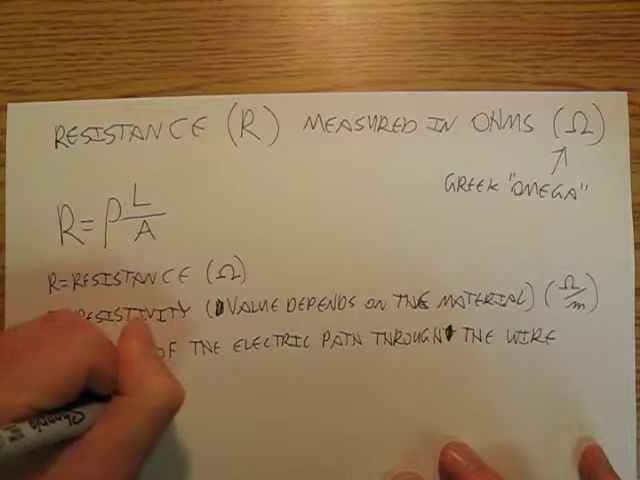 RESISTANCE (R) MEASURED IN OHMS (Ω)
GREEK "OMEGA"
R=ρ L/A
R=RESISTANCE (Ω)
RESISTIVITY (VALUE DEPENDS ON THE MATERIAL) (Ω/m)
OF THE ELECTRIC PATH THROUGH THE WIRE
Sharpie